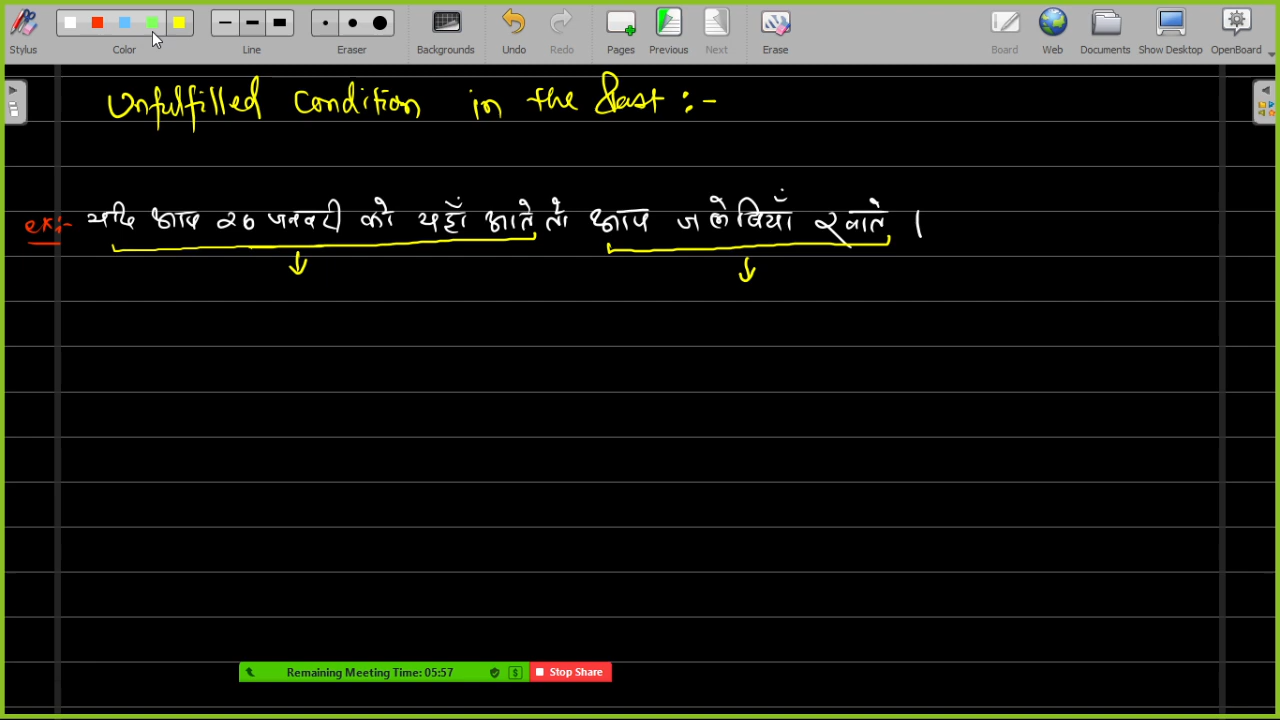 Stylus Color Line Eraser Backgrounds Undo Redo Pages Previous Next Erase Board Web Documents Show Desktop OpenBoard
Unfulfilled Condition in the Past :-
ex:- यदि आप २० जनवरी को यहाँ आते तो आप जलेबियाँ खाते ।
Remaining Meeting Time: 05:57 Stop Share